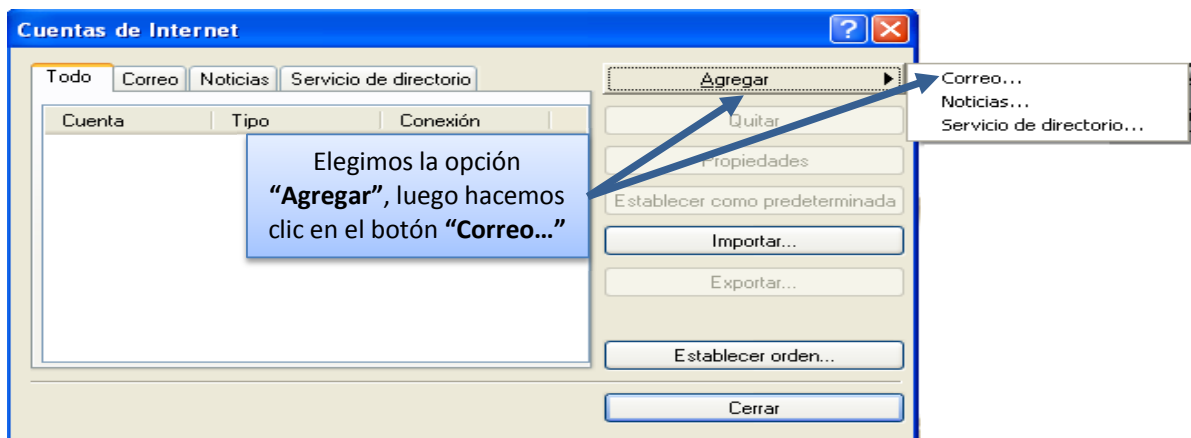 Cuentas de Internet
Todo Correo Noticias Servicio de directorio
Cuenta Tipo Conexión
Elegimos la opción
“Agregar”, luego hacemos
clic en el botón “Correo…”
Agregar
Quitar
Propiedades
Establecer como predeterminada
Importar...
Exportar...
Establecer orden...
Cerrar
Correo...
Noticias...
Servicio de directorio...